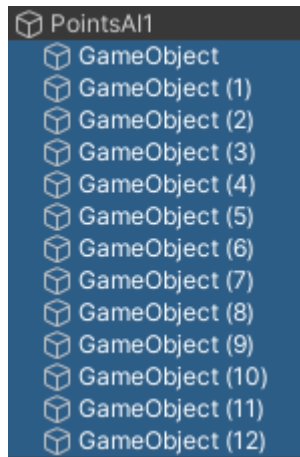 PointsAI1
GameObject
GameObject (1)
GameObject (2)
GameObject (3)
GameObject (4)
GameObject (5)
GameObject (6)
GameObject (7)
GameObject (8)
GameObject (9)
GameObject (10)
GameObject (11)
GameObject (12)